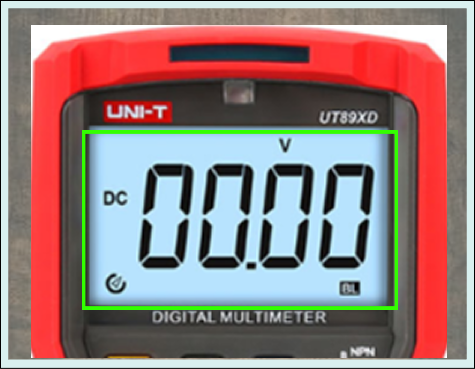 UNI-T
UT89XD
V
DC
00.00
BL
DIGITAL MULTIMETER
NPN